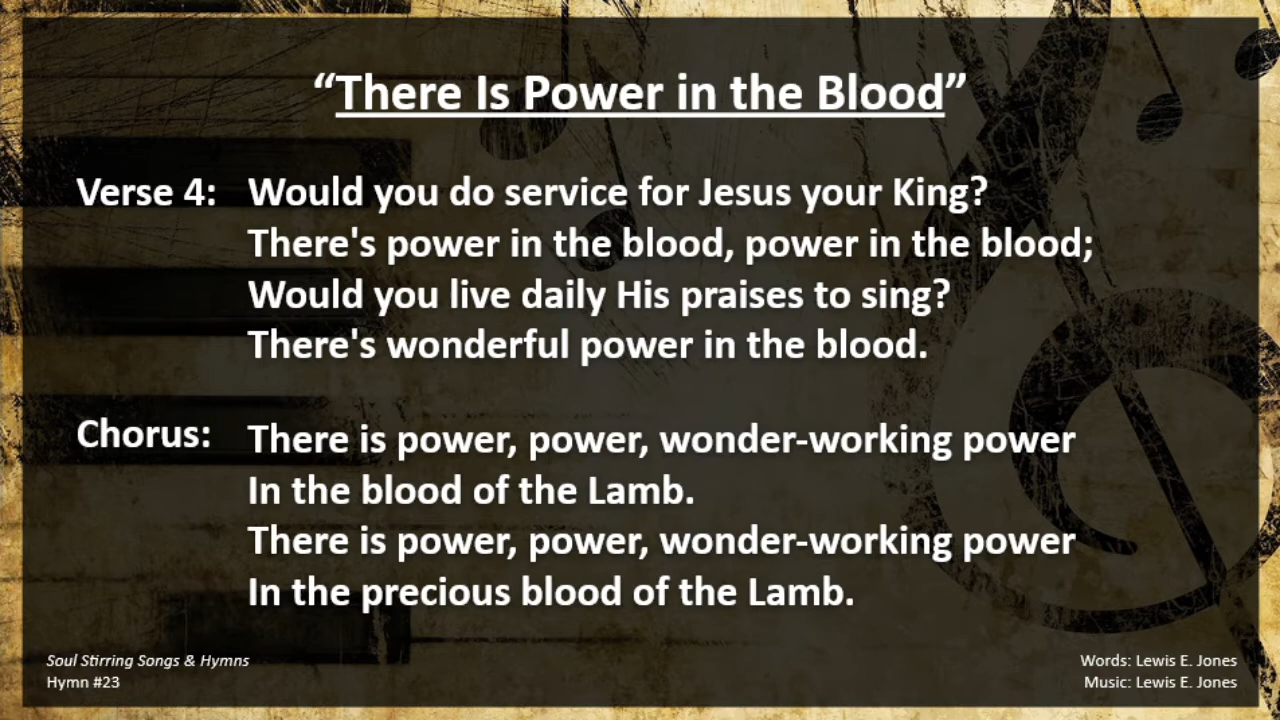 “There Is Power in the Blood”
Verse 4: Would you do service for Jesus your King?
There's power in the blood, power in the blood;
Would you live daily His praises to sing?
There's wonderful power in the blood.
Chorus: There is power, power, wonder-working power
In the blood of the Lamb.
There is power, power, wonder-working power
In the precious blood of the Lamb.
Soul Stirring Songs & Hymns
Hymn #23
Words: Lewis E. Jones
Music: Lewis E. Jones